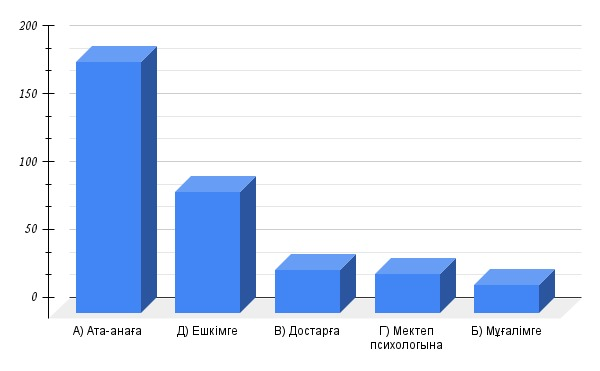 200
150
100
50
0
А) Ата-анаға
Д) Ешкімге
В) Достарға
Г) Мектеп
психологына
Б) Мұғалімге